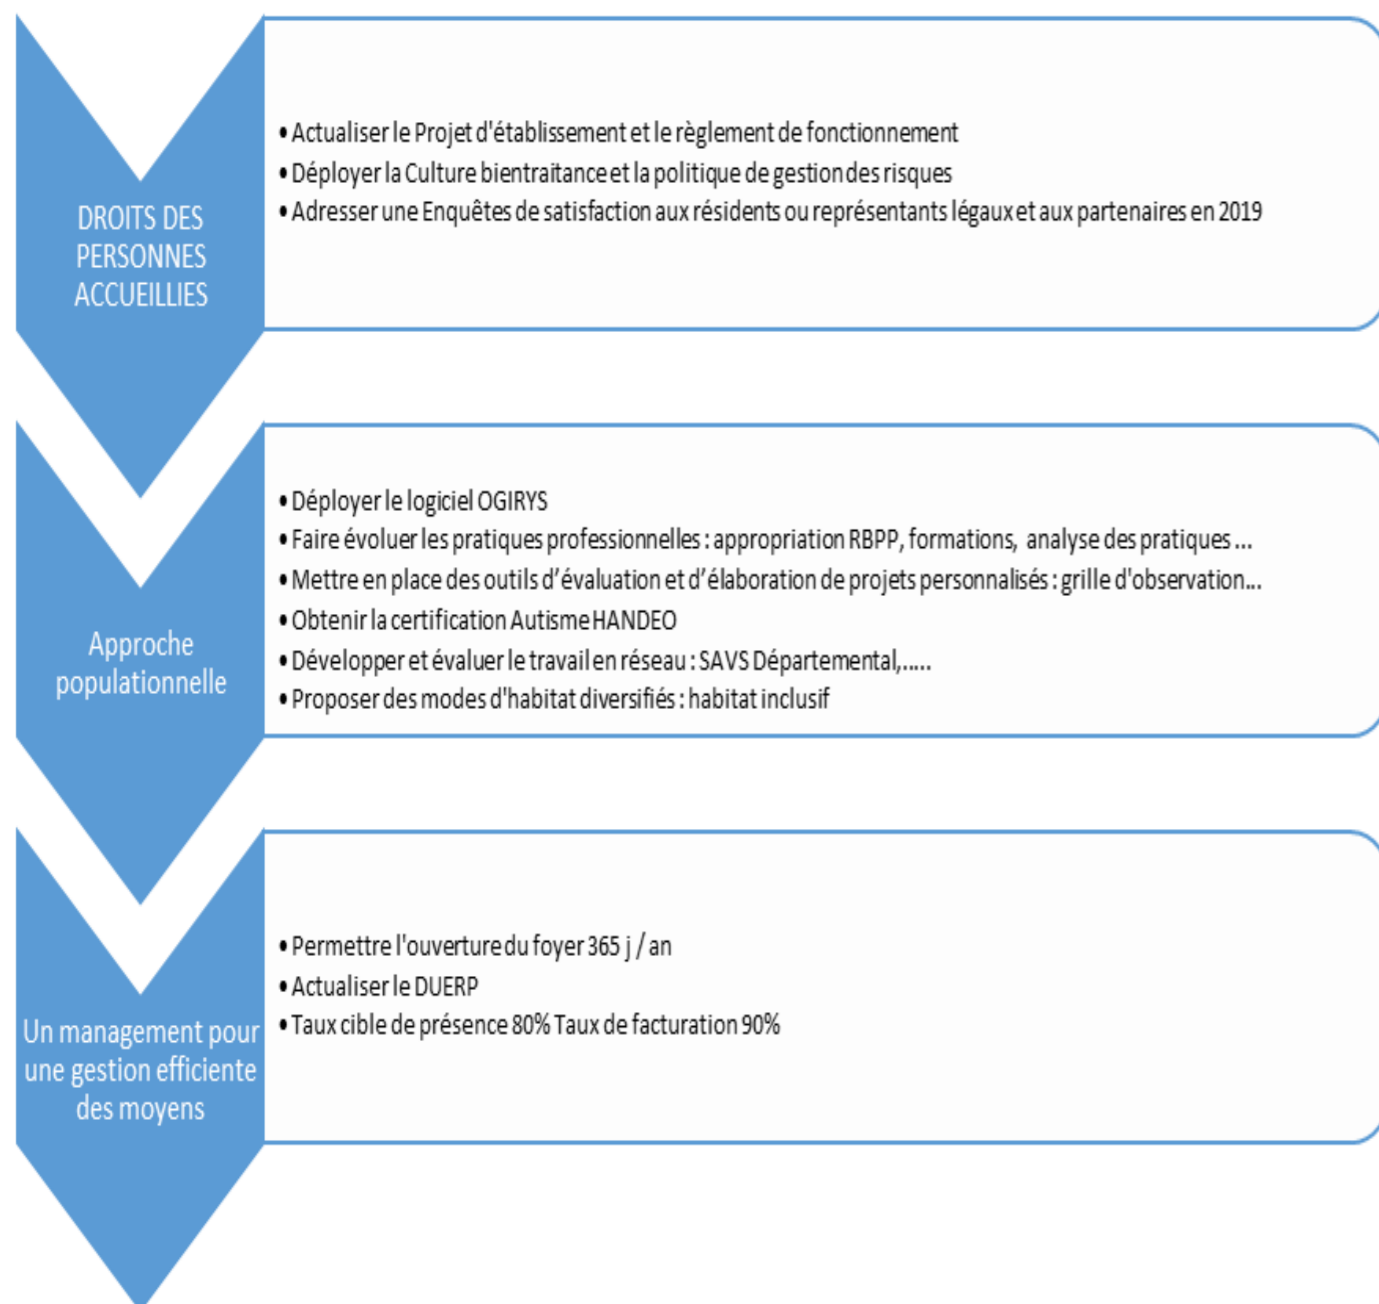 DROITS DES
PERSONNES
ACCUEILLIES
• Actualiser le Projet d'établissement et le règlement de fonctionnement
• Déployer la Culture bientraitance et la politique de gestion des risques
• Adresser une Enquêtes de satisfaction aux résidents ou représentants légaux et aux partenaires en 2019
Approche
populationnelle
• Déployer le logiciel OGIRYS
• Faire évoluer les pratiques professionnelles : appropriation RBPP, formations, analyse des pratiques ...
• Mettre en place des outils d’évaluation et d’élaboration de projets personnalisés : grille d'observation...
• Obtenir la certification Autisme HANDEO
• Développer et évaluer le travail en réseau : SAVS Départemental,.....
• Proposer des modes d'habitat diversifiés : habitat inclusif
Un management pour
une gestion efficiente
des moyens
• Permettre l'ouverture du foyer 365 j / an
• Actualiser le DUERP
• Taux cible de présence 80% Taux de facturation 90%